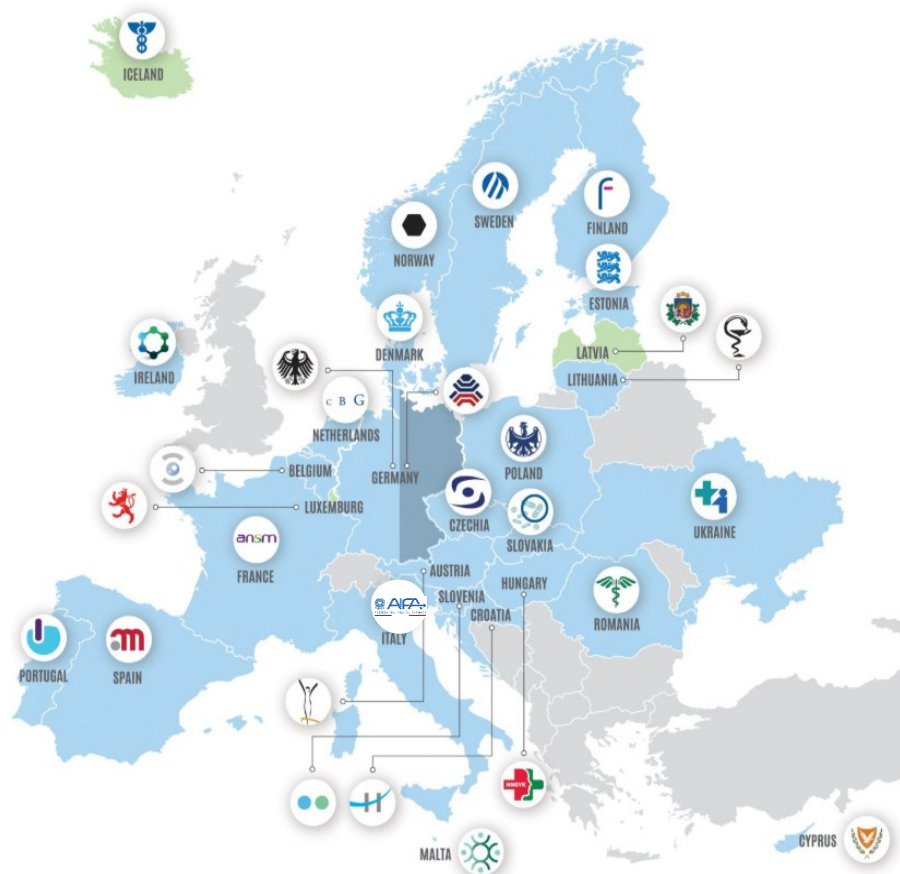 ICELAND
SWEDEN
FINLAND
NORWAY
ESTONIA
DENMARK
LATVIA
IRELAND
LITHUANIA
C B G
NETHERLANDS
POLAND
BELGIUM
GERMANY
LUXEMBURG
CZECHIA
UKRAINE
ansm
SLOVAKIA
FRANCE
AUSTRIA
HUNGARY
SLOVENIA
AIFA
CROATIA
ROMANIA
ITALY
PORTUGAL
SPAIN
NNGYK
H
CYPRUS
MALTA